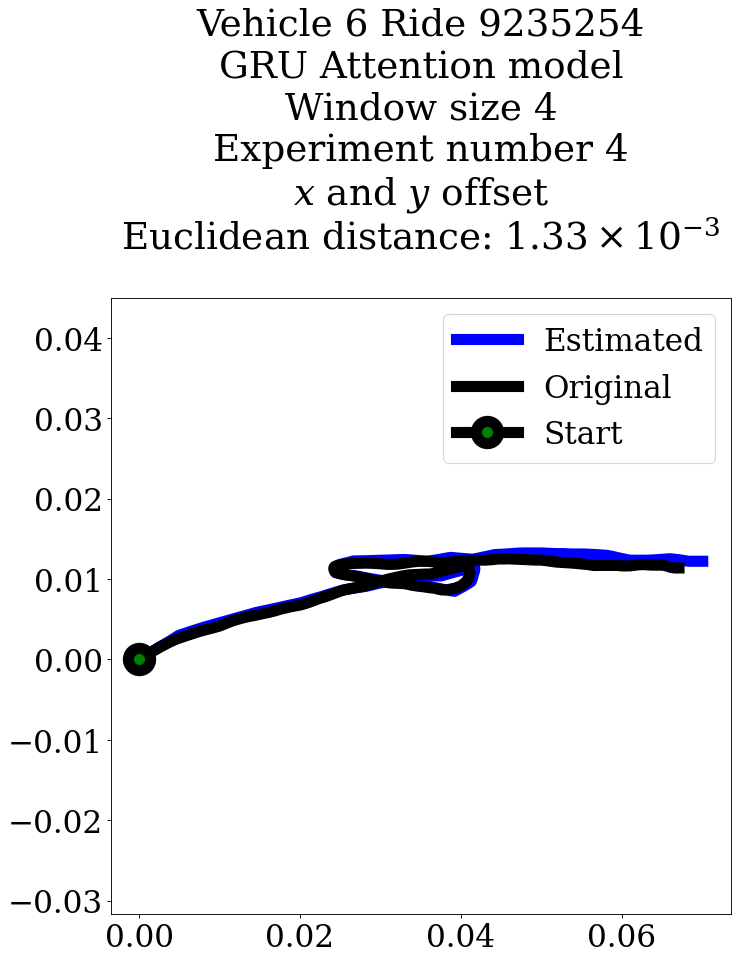 Vehicle 6 Ride 9235254
GRU Attention model
Window size 4
Experiment number 4
x and y offset
Euclidean distance: 1.33 × 10⁻³
Estimated
Original
Start
0.04
0.03
0.02
0.01
0.00
−0.01
−0.02
−0.03
0.00 0.02 0.04 0.06